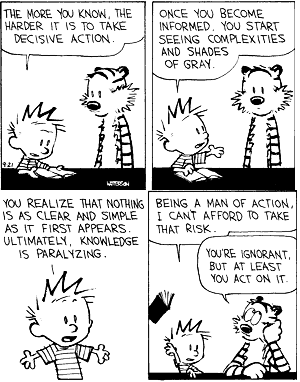 THE MORE YOU KNOW, THE
HARDER IT IS TO TAKE
DECISIVE ACTION.
9.21
WATTERSON
ONCE YOU BECOME
INFORMED, YOU START
SEEING COMPLEXITIES
AND SHADES
OF GRAY.
YOU REALIZE THAT NOTHING
IS AS CLEAR AND SIMPLE
AS IT FIRST APPEARS.
ULTIMATELY, KNOWLEDGE
IS PARALYZING.
BEING A MAN OF ACTION,
I CAN'T AFFORD TO TAKE
THAT RISK.
YOU'RE IGNORANT,
BUT AT LEAST
YOU ACT ON IT.